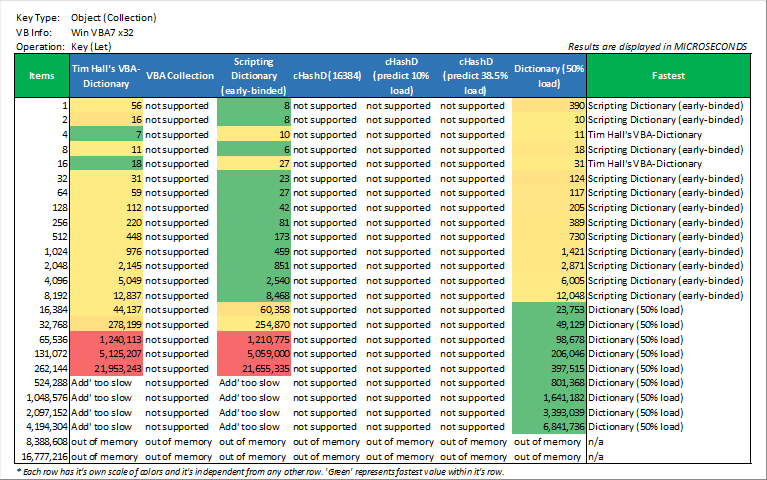 Key Type: Object (Collection)
VB Info: Win VBA7 x32
Operation: Key (Let) Results are displayed in MICROSECONDS
Items Tim Hall's VBA-Dictionary VBA Collection Scripting Dictionary (early-binded) cHashD (16384) cHashD (predict 10% load) cHashD (predict 38.5% load) Dictionary (50% load) Fastest
1 56 not supported 8 not supported not supported not supported 390 Scripting Dictionary (early-binded)
2 16 not supported 8 not supported not supported not supported 10 Scripting Dictionary (early-binded)
4 7 not supported 10 not supported not supported not supported 11 Tim Hall's VBA-Dictionary
8 11 not supported 6 not supported not supported not supported 18 Scripting Dictionary (early-binded)
16 18 not supported 27 not supported not supported not supported 31 Tim Hall's VBA-Dictionary
32 31 not supported 23 not supported not supported not supported 124 Scripting Dictionary (early-binded)
64 59 not supported 27 not supported not supported not supported 117 Scripting Dictionary (early-binded)
128 112 not supported 42 not supported not supported not supported 205 Scripting Dictionary (early-binded)
256 220 not supported 81 not supported not supported not supported 389 Scripting Dictionary (early-binded)
512 448 not supported 173 not supported not supported not supported 730 Scripting Dictionary (early-binded)
1,024 976 not supported 459 not supported not supported not supported 1,421 Scripting Dictionary (early-binded)
2,048 2,145 not supported 851 not supported not supported not supported 2,871 Scripting Dictionary (early-binded)
4,096 5,049 not supported 2,540 not supported not supported not supported 6,005 Scripting Dictionary (early-binded)
8,192 12,837 not supported 8,468 not supported not supported not supported 12,048 Scripting Dictionary (early-binded)
16,384 44,137 not supported 60,358 not supported not supported not supported 23,753 Dictionary (50% load)
32,768 278,199 not supported 254,870 not supported not supported not supported 49,129 Dictionary (50% load)
65,536 1,240,113 not supported 1,210,775 not supported not supported not supported 98,678 Dictionary (50% load)
131,072 5,125,207 not supported 5,059,000 not supported not supported not supported 206,046 Dictionary (50% load)
262,144 21,953,243 not supported 21,655,335 not supported not supported not supported 397,515 Dictionary (50% load)
524,288 Add' too slow not supported Add' too slow not supported not supported not supported 801,368 Dictionary (50% load)
1,048,576 Add' too slow not supported Add' too slow not supported not supported not supported 1,641,182 Dictionary (50% load)
2,097,152 Add' too slow not supported Add' too slow not supported not supported not supported 3,393,039 Dictionary (50% load)
4,194,304 Add' too slow not supported Add' too slow not supported not supported not supported 6,841,736 Dictionary (50% load)
8,388,608 out of memory out of memory out of memory out of memory out of memory out of memory out of memory n/a
16,777,216 out of memory out of memory out of memory out of memory out of memory out of memory out of memory n/a
* Each row has it's own scale of colors and it's independent from any other row. 'Green' represents fastest value within it's row.